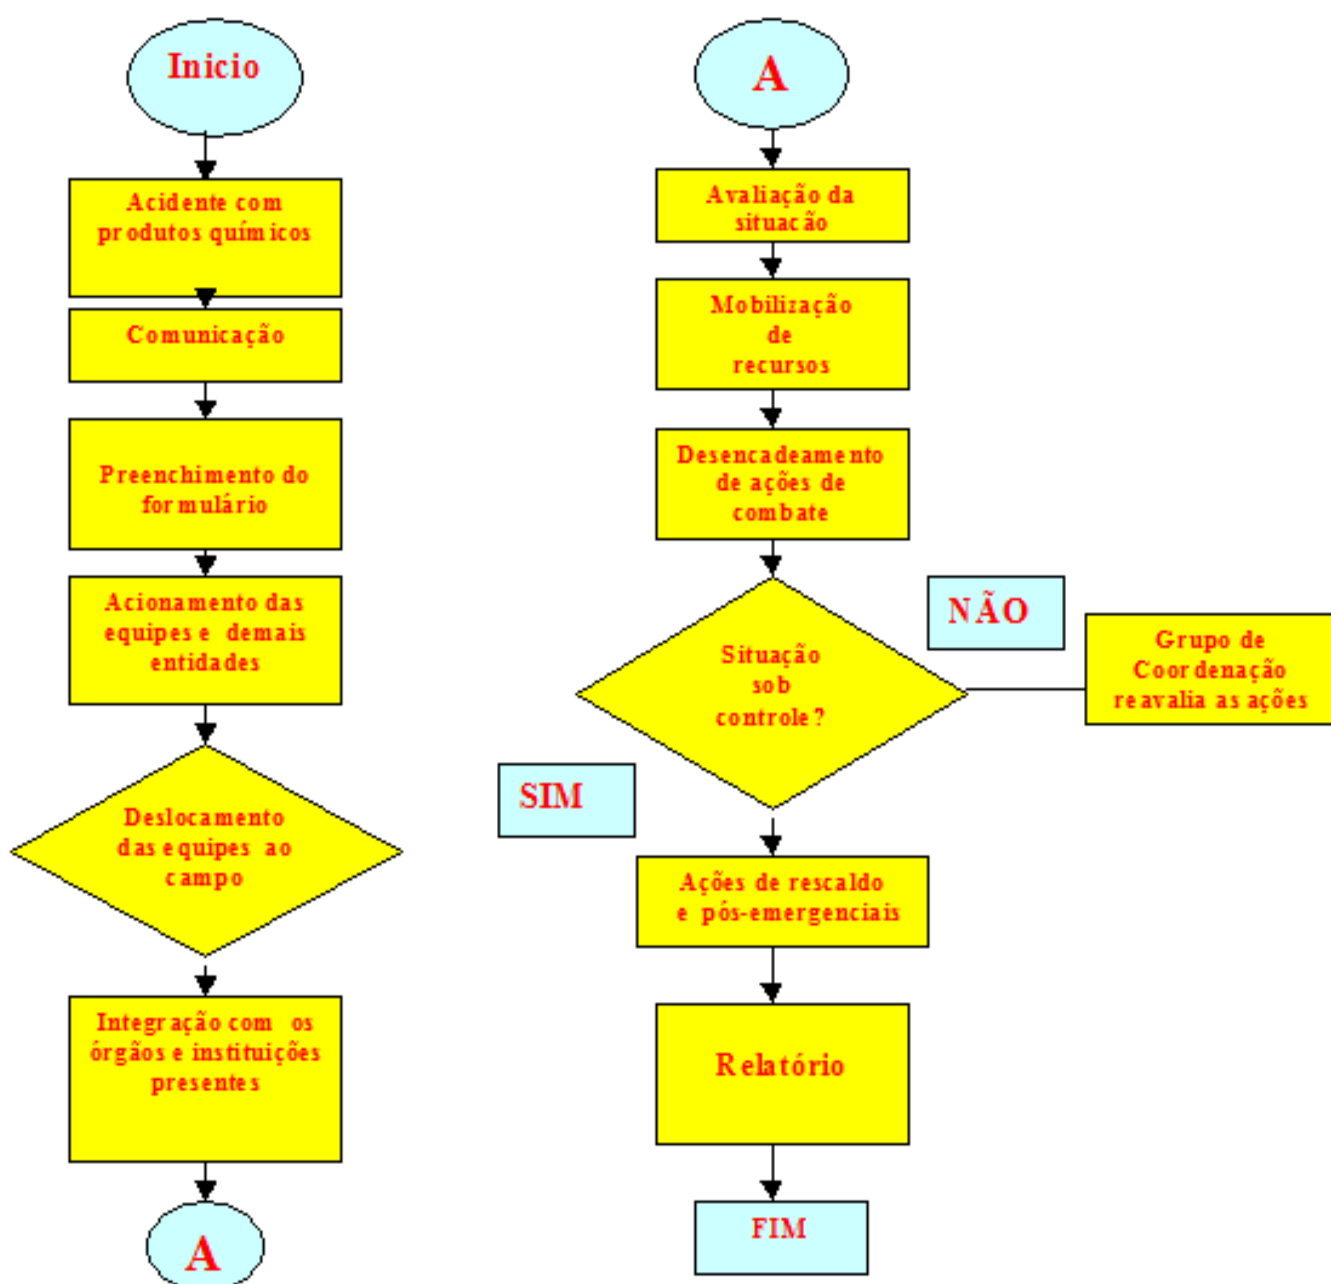 Inicio
Acidente com
produtos químicos
Comunicação
Preenchimento do
formulário
Acionamento das
equipes e demais
entidades
Deslocamento
das equipes ao
campo
Integração com os
órgãos e instituições
presentes
A
A
Avaliação da
situacão
Mobilização
de
recursos
Desencadeamento
de ações de
combate
Situação
sob
controle?
NÃO
Grupo de
Coordenação
reavalia as ações
SIM
Ações de rescaldo
e pós-emergenciais
Relatório
FIM